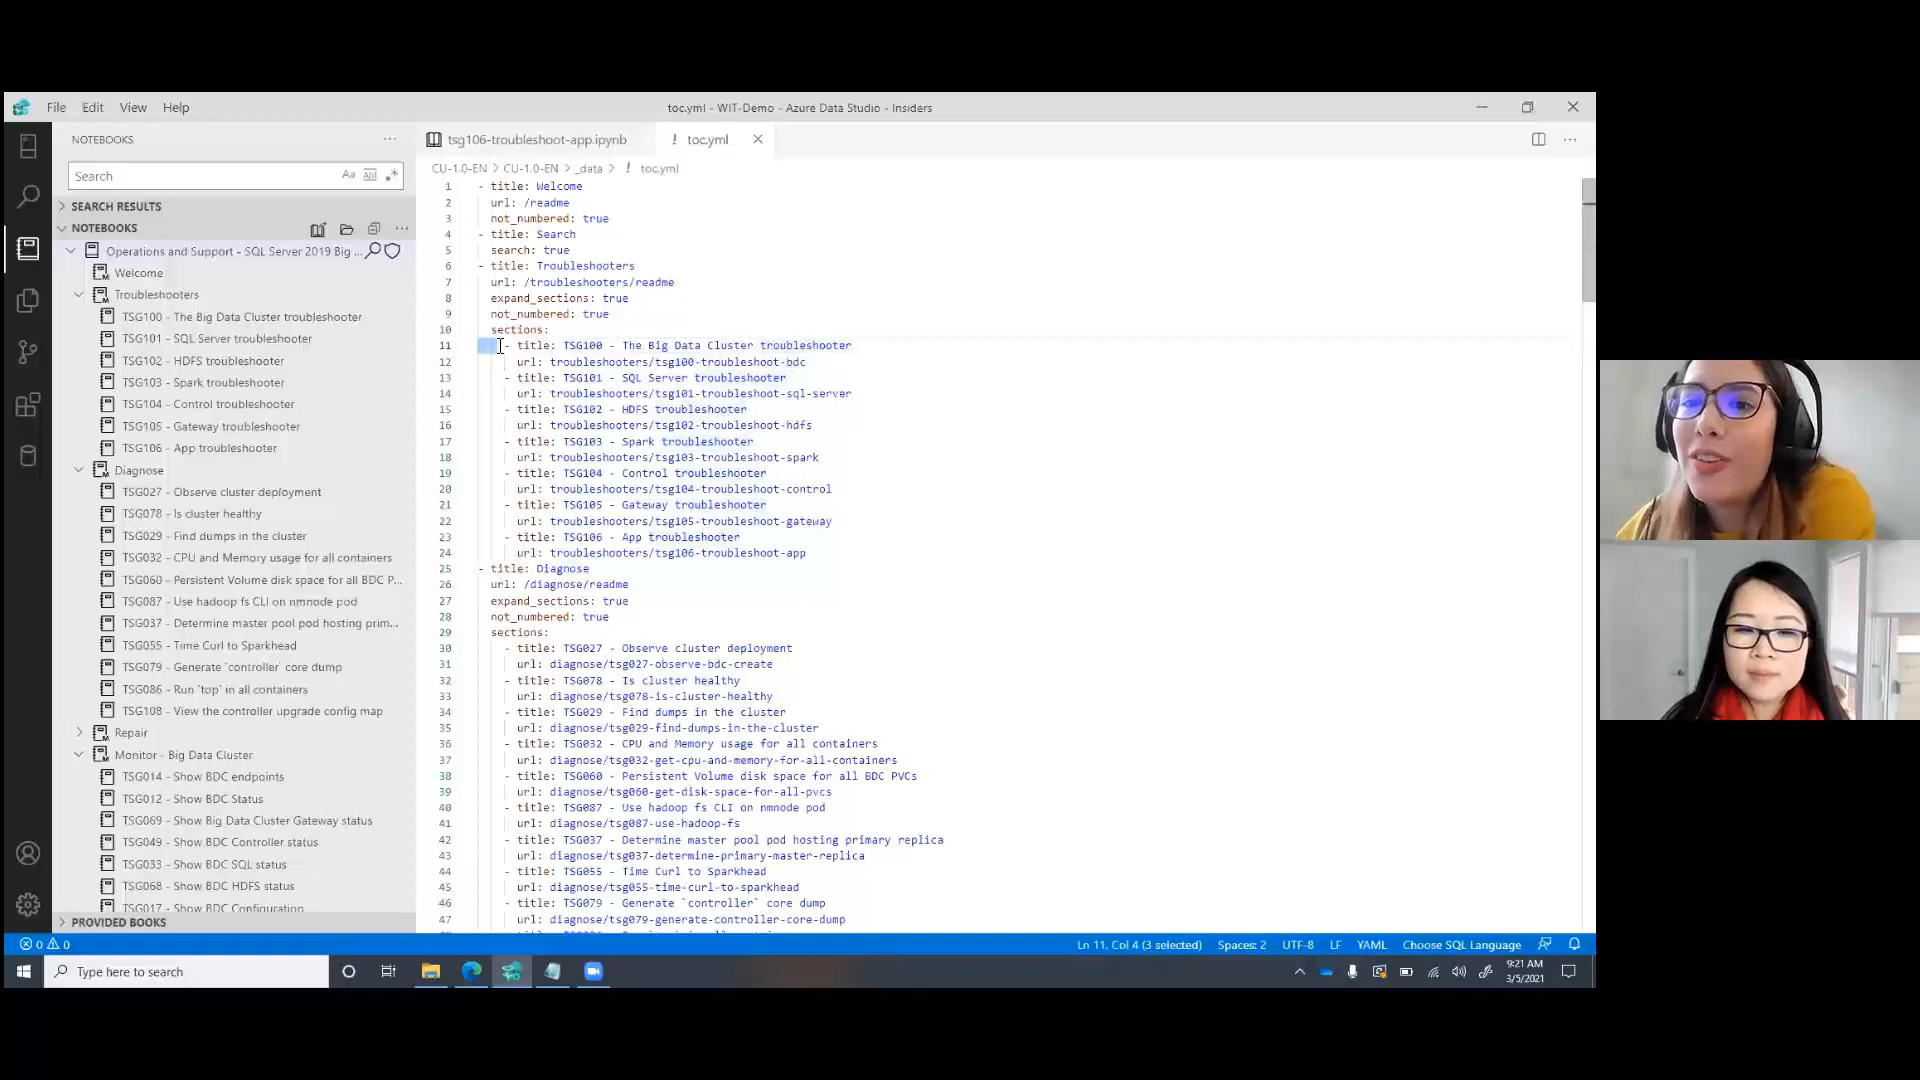 File Edit View Help
toc.yml - WIT-Demo - Azure Data Studio - Insiders
NOTEBOOKS
Search
Aa Abl
SEARCH RESULTS
NOTEBOOKS
Operations and Support - SQL Server 2019 Big ...
Welcome
Troubleshooters
TSG100 - The Big Data Cluster troubleshooter
TSG101 - SQL Server troubleshooter
TSG102 - HDFS troubleshooter
TSG103 - Spark troubleshooter
TSG104 - Control troubleshooter
TSG105 - Gateway troubleshooter
TSG106 - App troubleshooter
Diagnose
TSG027 - Observe cluster deployment
TSG078 - Is cluster healthy
TSG029 - Find dumps in the cluster
TSG032 - CPU and Memory usage for all containers
TSG060 - Persistent Volume disk space for all BDC P...
TSG087 - Use hadoop fs CLI on nmnode pod
TSG037 - Determine master pool pod hosting prim...
TSG055 - Time Curl to Sparkhead
TSG079 - Generate `controller` core dump
TSG086 - Run `top` in all containers
TSG108 - View the controller upgrade config map
Repair
Monitor - Big Data Cluster
TSG014 - Show BDC endpoints
TSG012 - Show BDC Status
TSG069 - Show Big Data Cluster Gateway status
TSG049 - Show BDC Controller status
TSG033 - Show BDC SQL status
TSG068 - Show BDC HDFS status
TSG017 - Show BDC Configuration
PROVIDED BOOKS
tsg106-troubleshoot-app.ipynb
! toc.yml
CU-1.0-EN > CU-1.0-EN > _data > ! toc.yml
1 - title: Welcome
2 url: /readme
3 not_numbered: true
4 - title: Search
5 search: true
6 - title: Troubleshooters
7 url: /troubleshooters/readme
8 expand_sections: true
9 not_numbered: true
10 sections:
11 - title: TSG100 - The Big Data Cluster troubleshooter
12 url: troubleshooters/tsg100-troubleshoot-bdc
13 - title: TSG101 - SQL Server troubleshooter
14 url: troubleshooters/tsg101-troubleshoot-sql-server
15 - title: TSG102 - HDFS troubleshooter
16 url: troubleshooters/tsg102-troubleshoot-hdfs
17 - title: TSG103 - Spark troubleshooter
18 url: troubleshooters/tsg103-troubleshoot-spark
19 - title: TSG104 - Control troubleshooter
20 url: troubleshooters/tsg104-troubleshoot-control
21 - title: TSG105 - Gateway troubleshooter
22 url: troubleshooters/tsg105-troubleshoot-gateway
23 - title: TSG106 - App troubleshooter
24 url: troubleshooters/tsg106-troubleshoot-app
25 - title: Diagnose
26 url: /diagnose/readme
27 expand_sections: true
28 not_numbered: true
29 sections:
30 - title: TSG027 - Observe cluster deployment
31 url: diagnose/tsg027-observe-bdc-create
32 - title: TSG078 - Is cluster healthy
33 url: diagnose/tsg078-is-cluster-healthy
34 - title: TSG029 - Find dumps in the cluster
35 url: diagnose/tsg029-find-dumps-in-the-cluster
36 - title: TSG032 - CPU and Memory usage for all containers
37 url: diagnose/tsg032-get-cpu-and-memory-for-all-containers
38 - title: TSG060 - Persistent Volume disk space for all BDC PVCs
39 url: diagnose/tsg060-get-disk-space-for-all-pvcs
40 - title: TSG087 - Use hadoop fs CLI on nmnode pod
41 url: diagnose/tsg087-use-hadoop-fs
42 - title: TSG037 - Determine master pool pod hosting primary replica
43 url: diagnose/tsg037-determine-primary-master-replica
44 - title: TSG055 - Time Curl to Sparkhead
45 url: diagnose/tsg055-time-curl-to-sparkhead
46 - title: TSG079 - Generate `controller` core dump
47 url: diagnose/tsg079-generate-controller-core-dump
0 0
Ln 11, Col 4 (3 selected) Spaces: 2 UTF-8 LF YAML Choose SQL Language
Type here to search
9:21 AM
3/5/2021